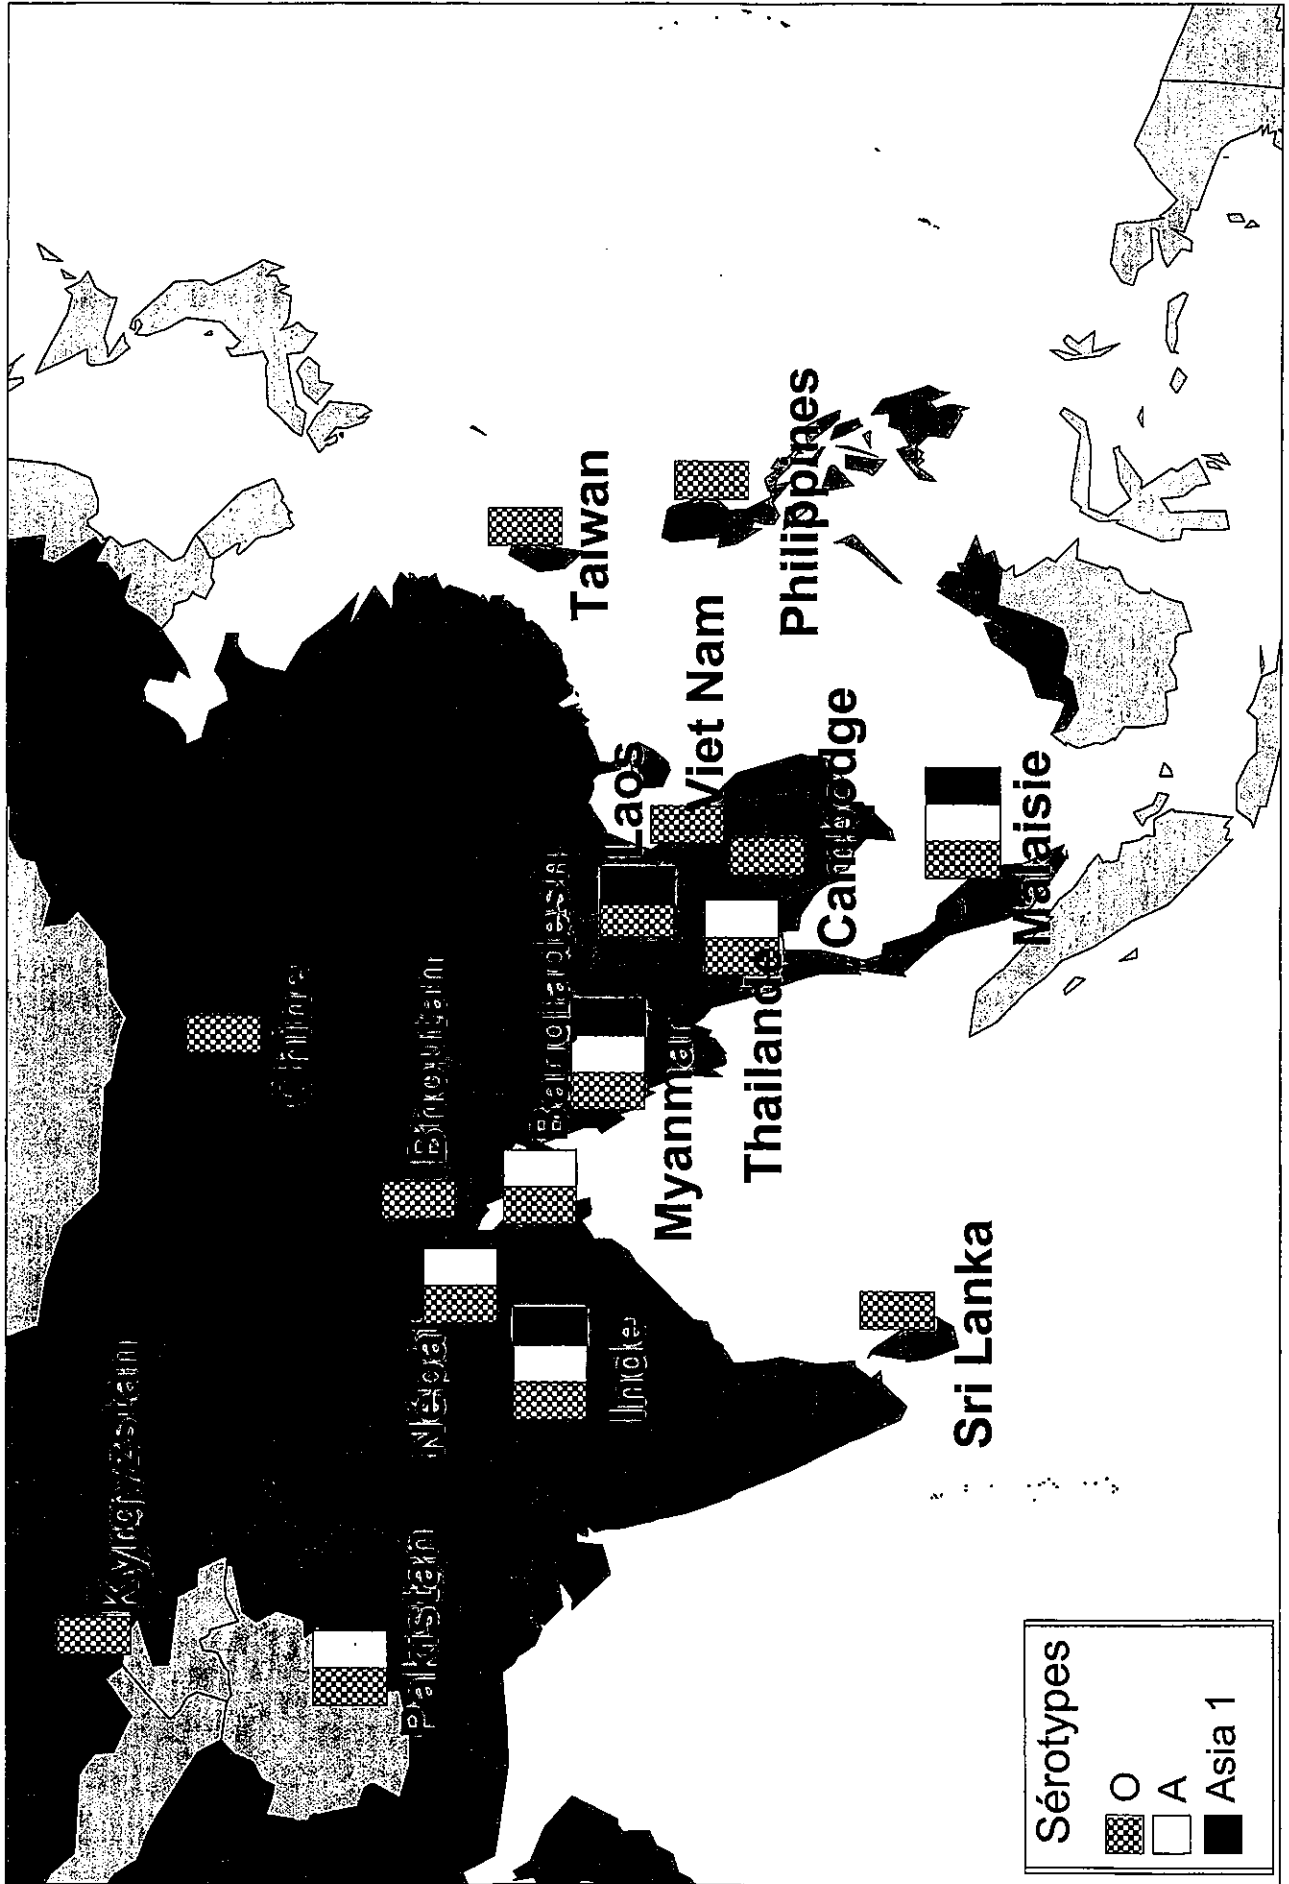 Kyrgyzstan
Chine
Pakistan
Népal
Bhoutan
Inde
Bangladesh
Taiwan
Laos
Viet Nam
Myanmar
Thailande
Philippines
Cambodge
Sri Lanka
Malaisie
Sérotypes
O
A
Asia 1